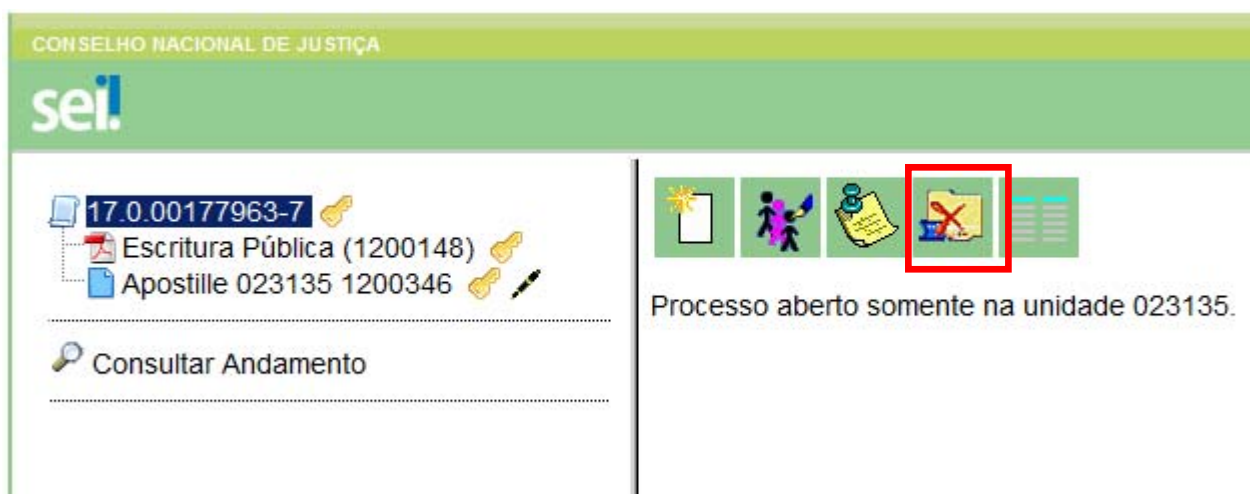 CONSELHO NACIONAL DE JUSTIÇA
sei!
17.0.00177963-7
Escritura Pública (1200148)
Apostille 023135 1200346
Consultar Andamento
Processo aberto somente na unidade 023135.